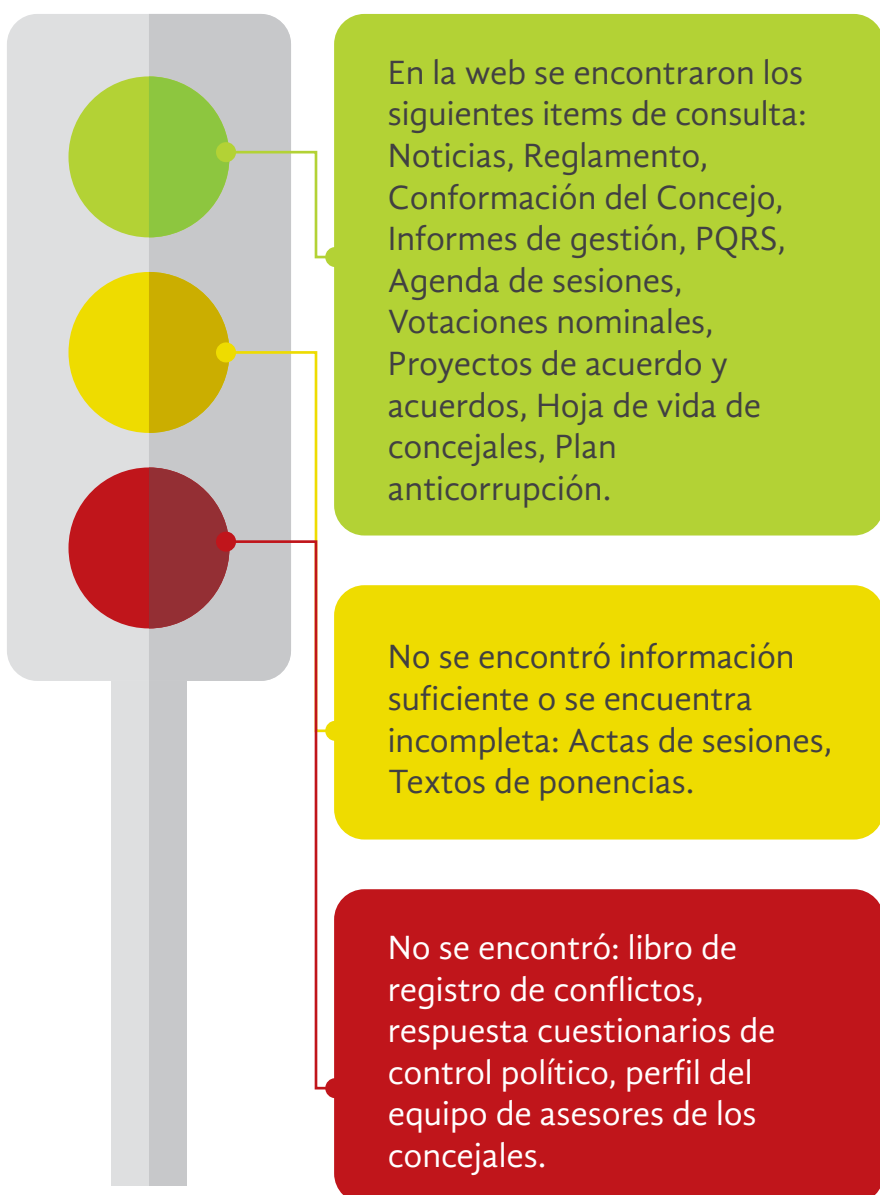 En la web se encontraron los
siguientes items de consulta:
Noticias, Reglamento,
Conformación del Concejo,
Informes de gestión, PQRS,
Agenda de sesiones,
Votaciones nominales,
Proyectos de acuerdo y
acuerdos, Hoja de vida de
concejales, Plan
anticorrupción.
No se encontró información
suficiente o se encuentra
incompleta: Actas de sesiones,
Textos de ponencias.
No se encontró: libro de
registro de conflictos,
respuesta cuestionarios de
control político, perfil del
equipo de asesores de los
concejales.